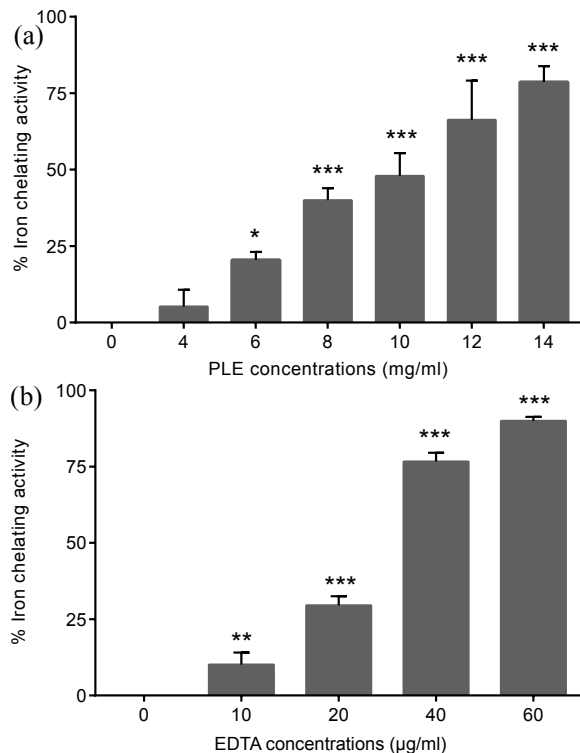 (a)
% Iron chelating activity
100
75
50
25
0
*
***
***
***
***
0 4 6 8 10 12 14
PLE concentrations (mg/ml)
(b)
% Iron chelating activity
100
75
50
25
0
**
***
***
***
0 10 20 40 60
EDTA concentrations (µg/ml)